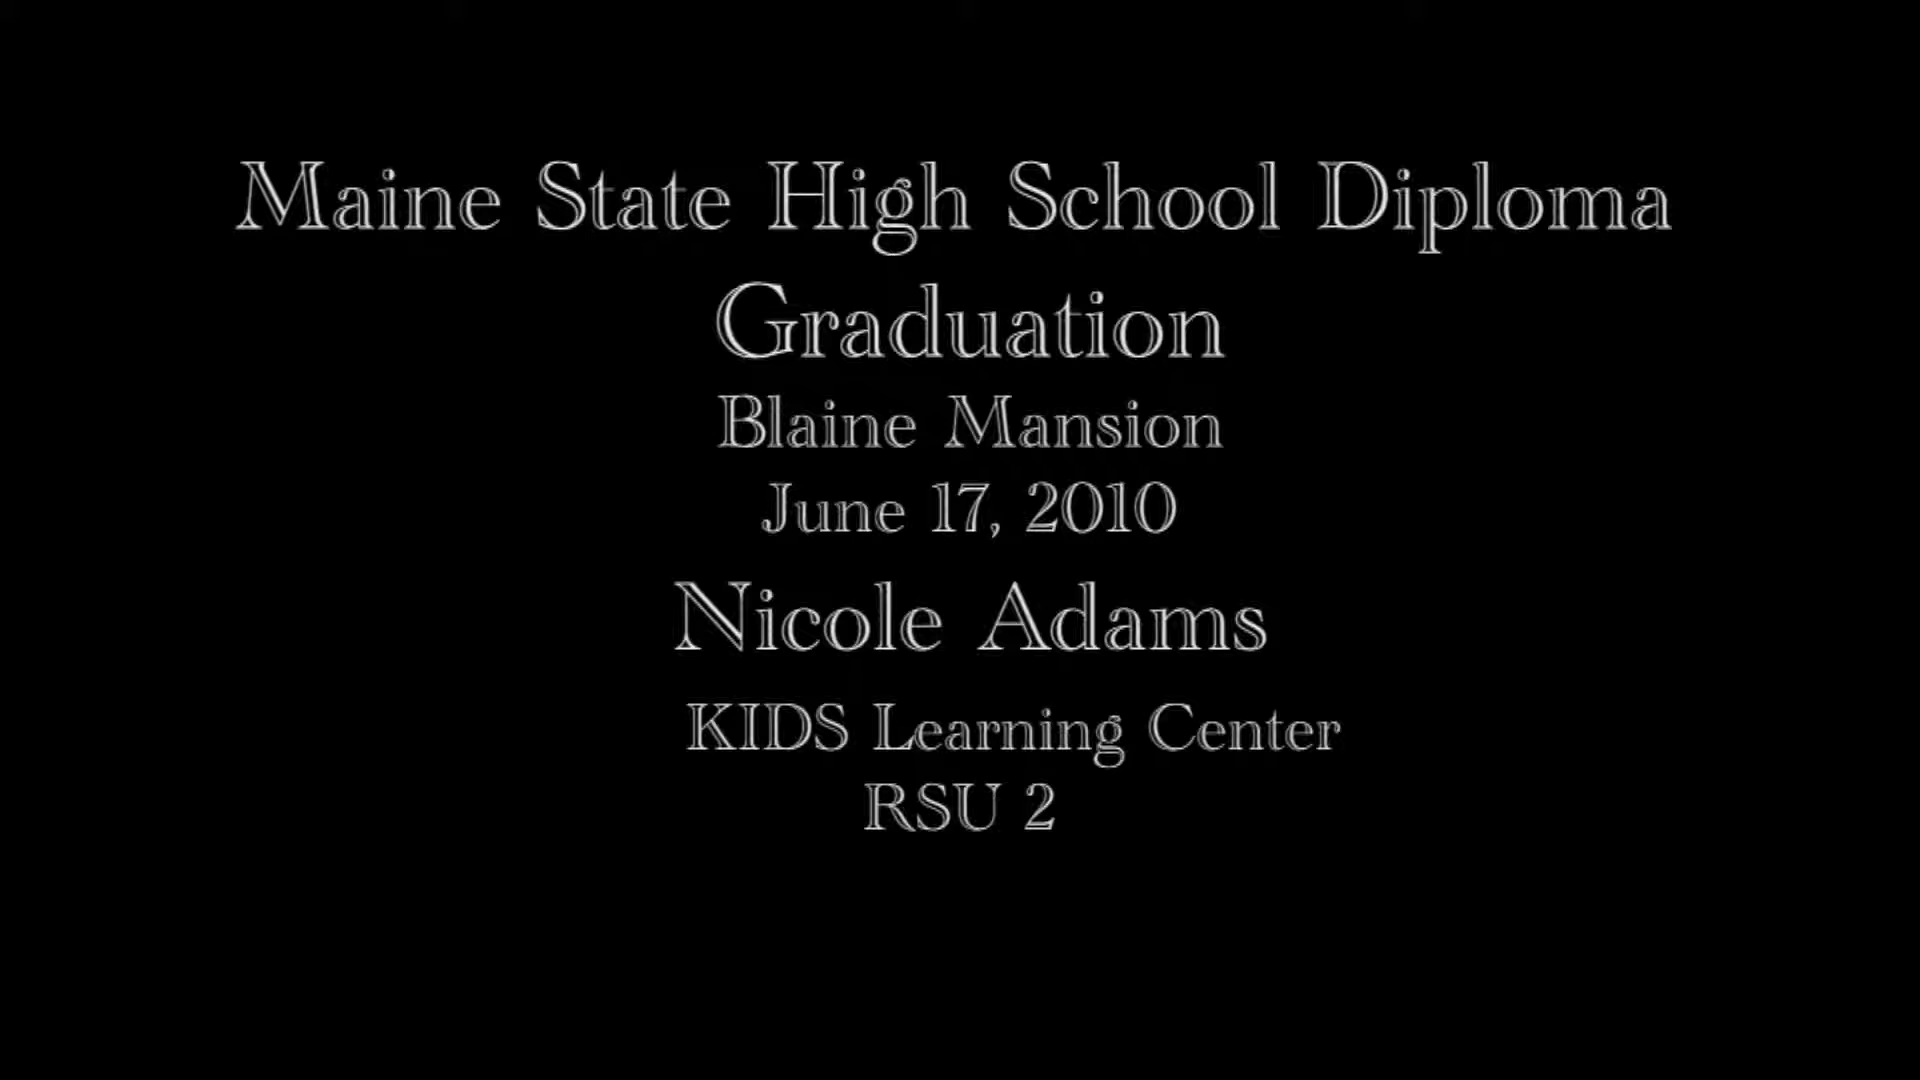 Maine State High School Diploma
Graduation
Blaine Mansion
June 17, 2010
Nicole Adams
KIDS Learning Center
RSU 2